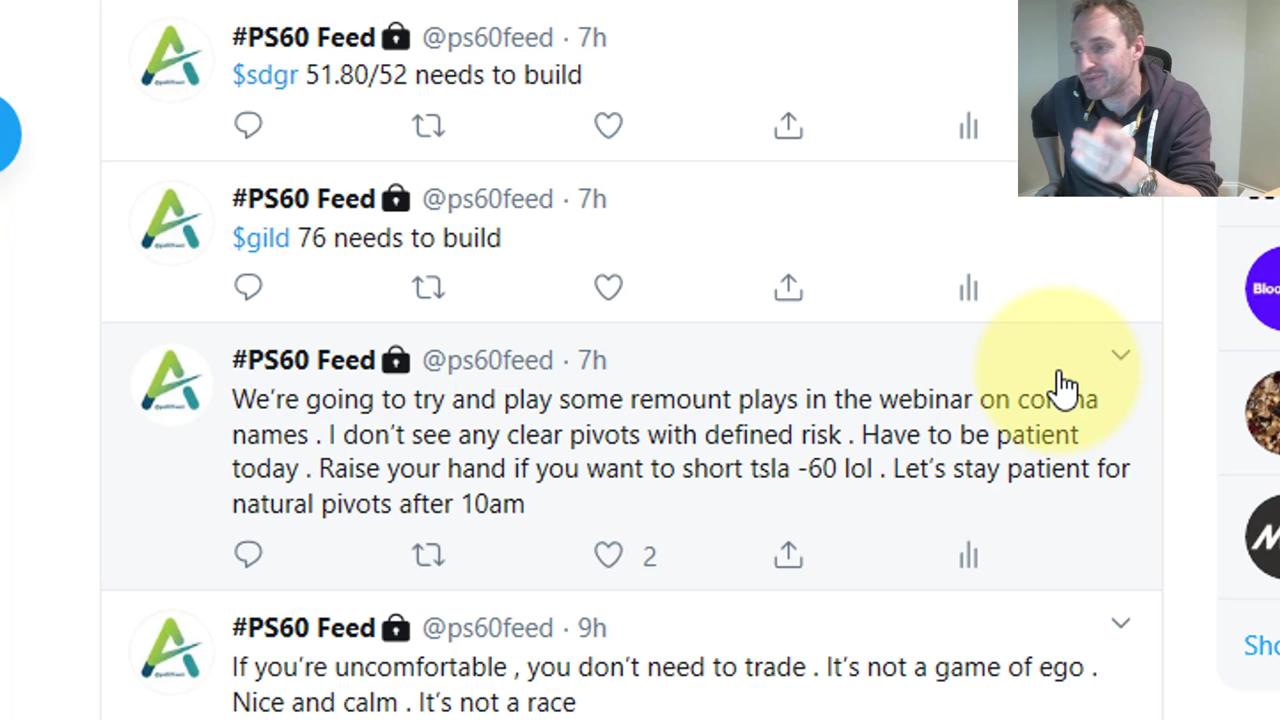 #PS60 Feed @ps60feed · 7h
$sdgr 51.80/52 needs to build
#PS60 Feed @ps60feed · 7h
$gild 76 needs to build
#PS60 Feed @ps60feed · 7h
We’re going to try and play some remount plays in the webinar on
names . I don’t see any clear pivots with defined risk . Have to be patient
today . Raise your hand if you want to short tsla -60 lol . Let’s stay patient for
natural pivots after 10am
2
#PS60 Feed @ps60feed · 9h
If you’re uncomfortable , you don’t need to trade . It’s not a game of ego .
Nice and calm . It’s not a race